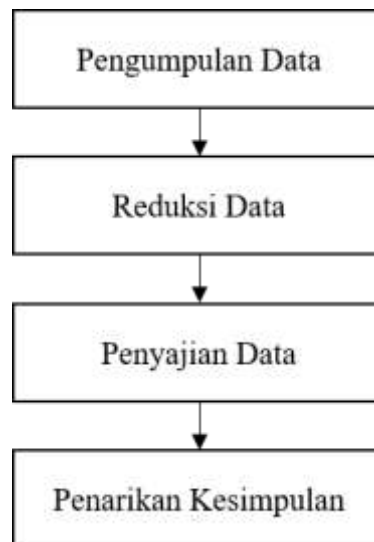 Pengumpulan Data
Reduksi Data
Penyajian Data
Penarikan Kesimpulan